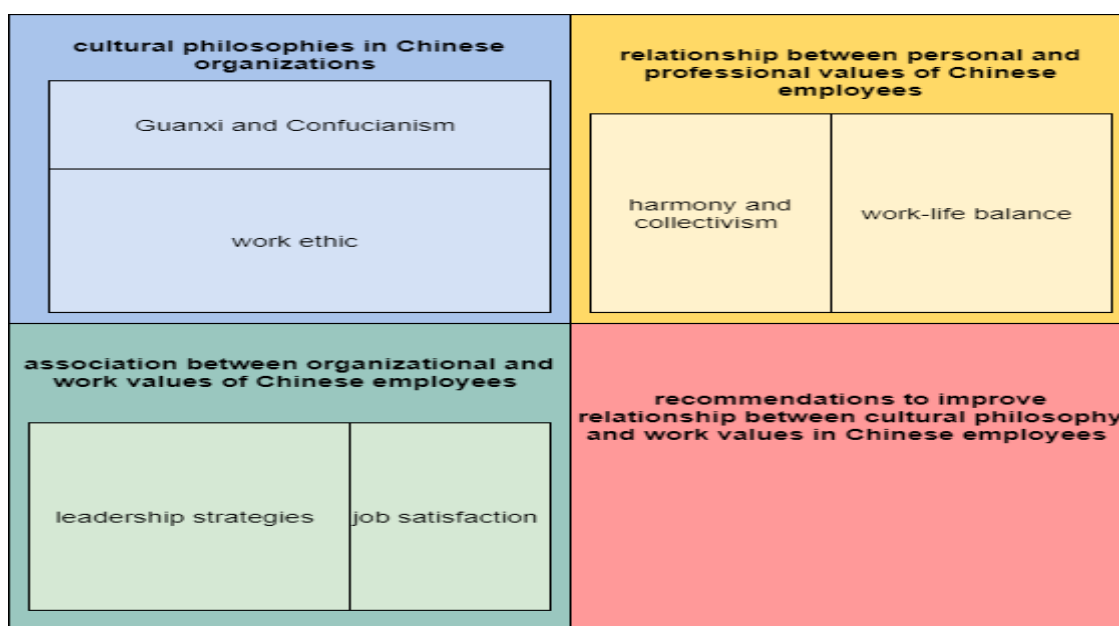 cultural philosophies in Chinese
organizations
Guanxi and Confucianism
work ethic
relationship between personal and
professional values of Chinese
employees
harmony and
collectivism
work-life balance
association between organizational and
work values of Chinese employees
leadership strategies
job satisfaction
recommendations to improve
relationship between cultural philosophy
and work values in Chinese employees